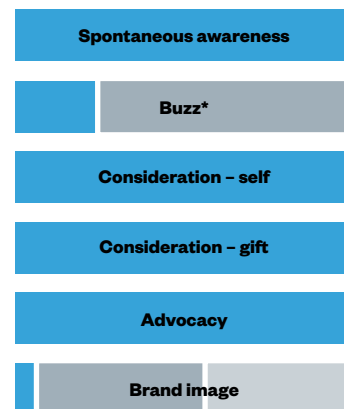 Spontaneous awareness
Buzz*
Consideration – self
Consideration – gift
Advocacy
Brand image